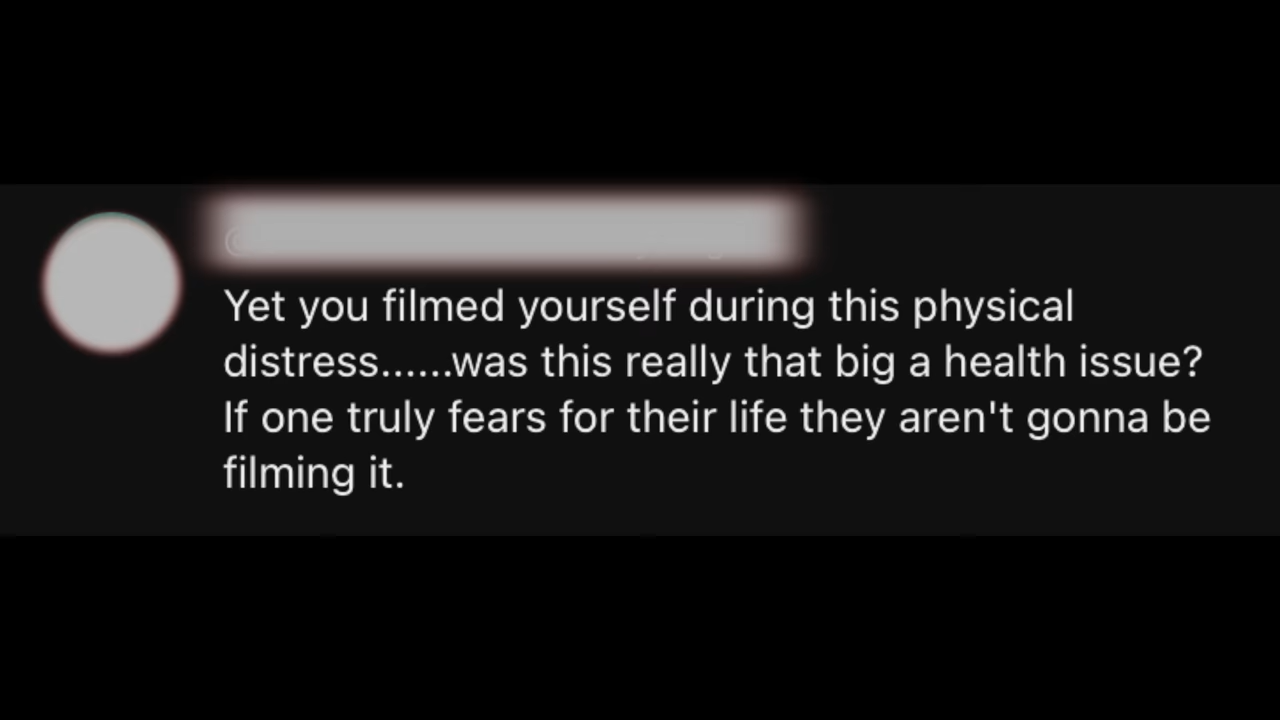 Yet you filmed yourself during this physical
distress......was this really that big a health issue?
If one truly fears for their life they aren't gonna be
filming it.